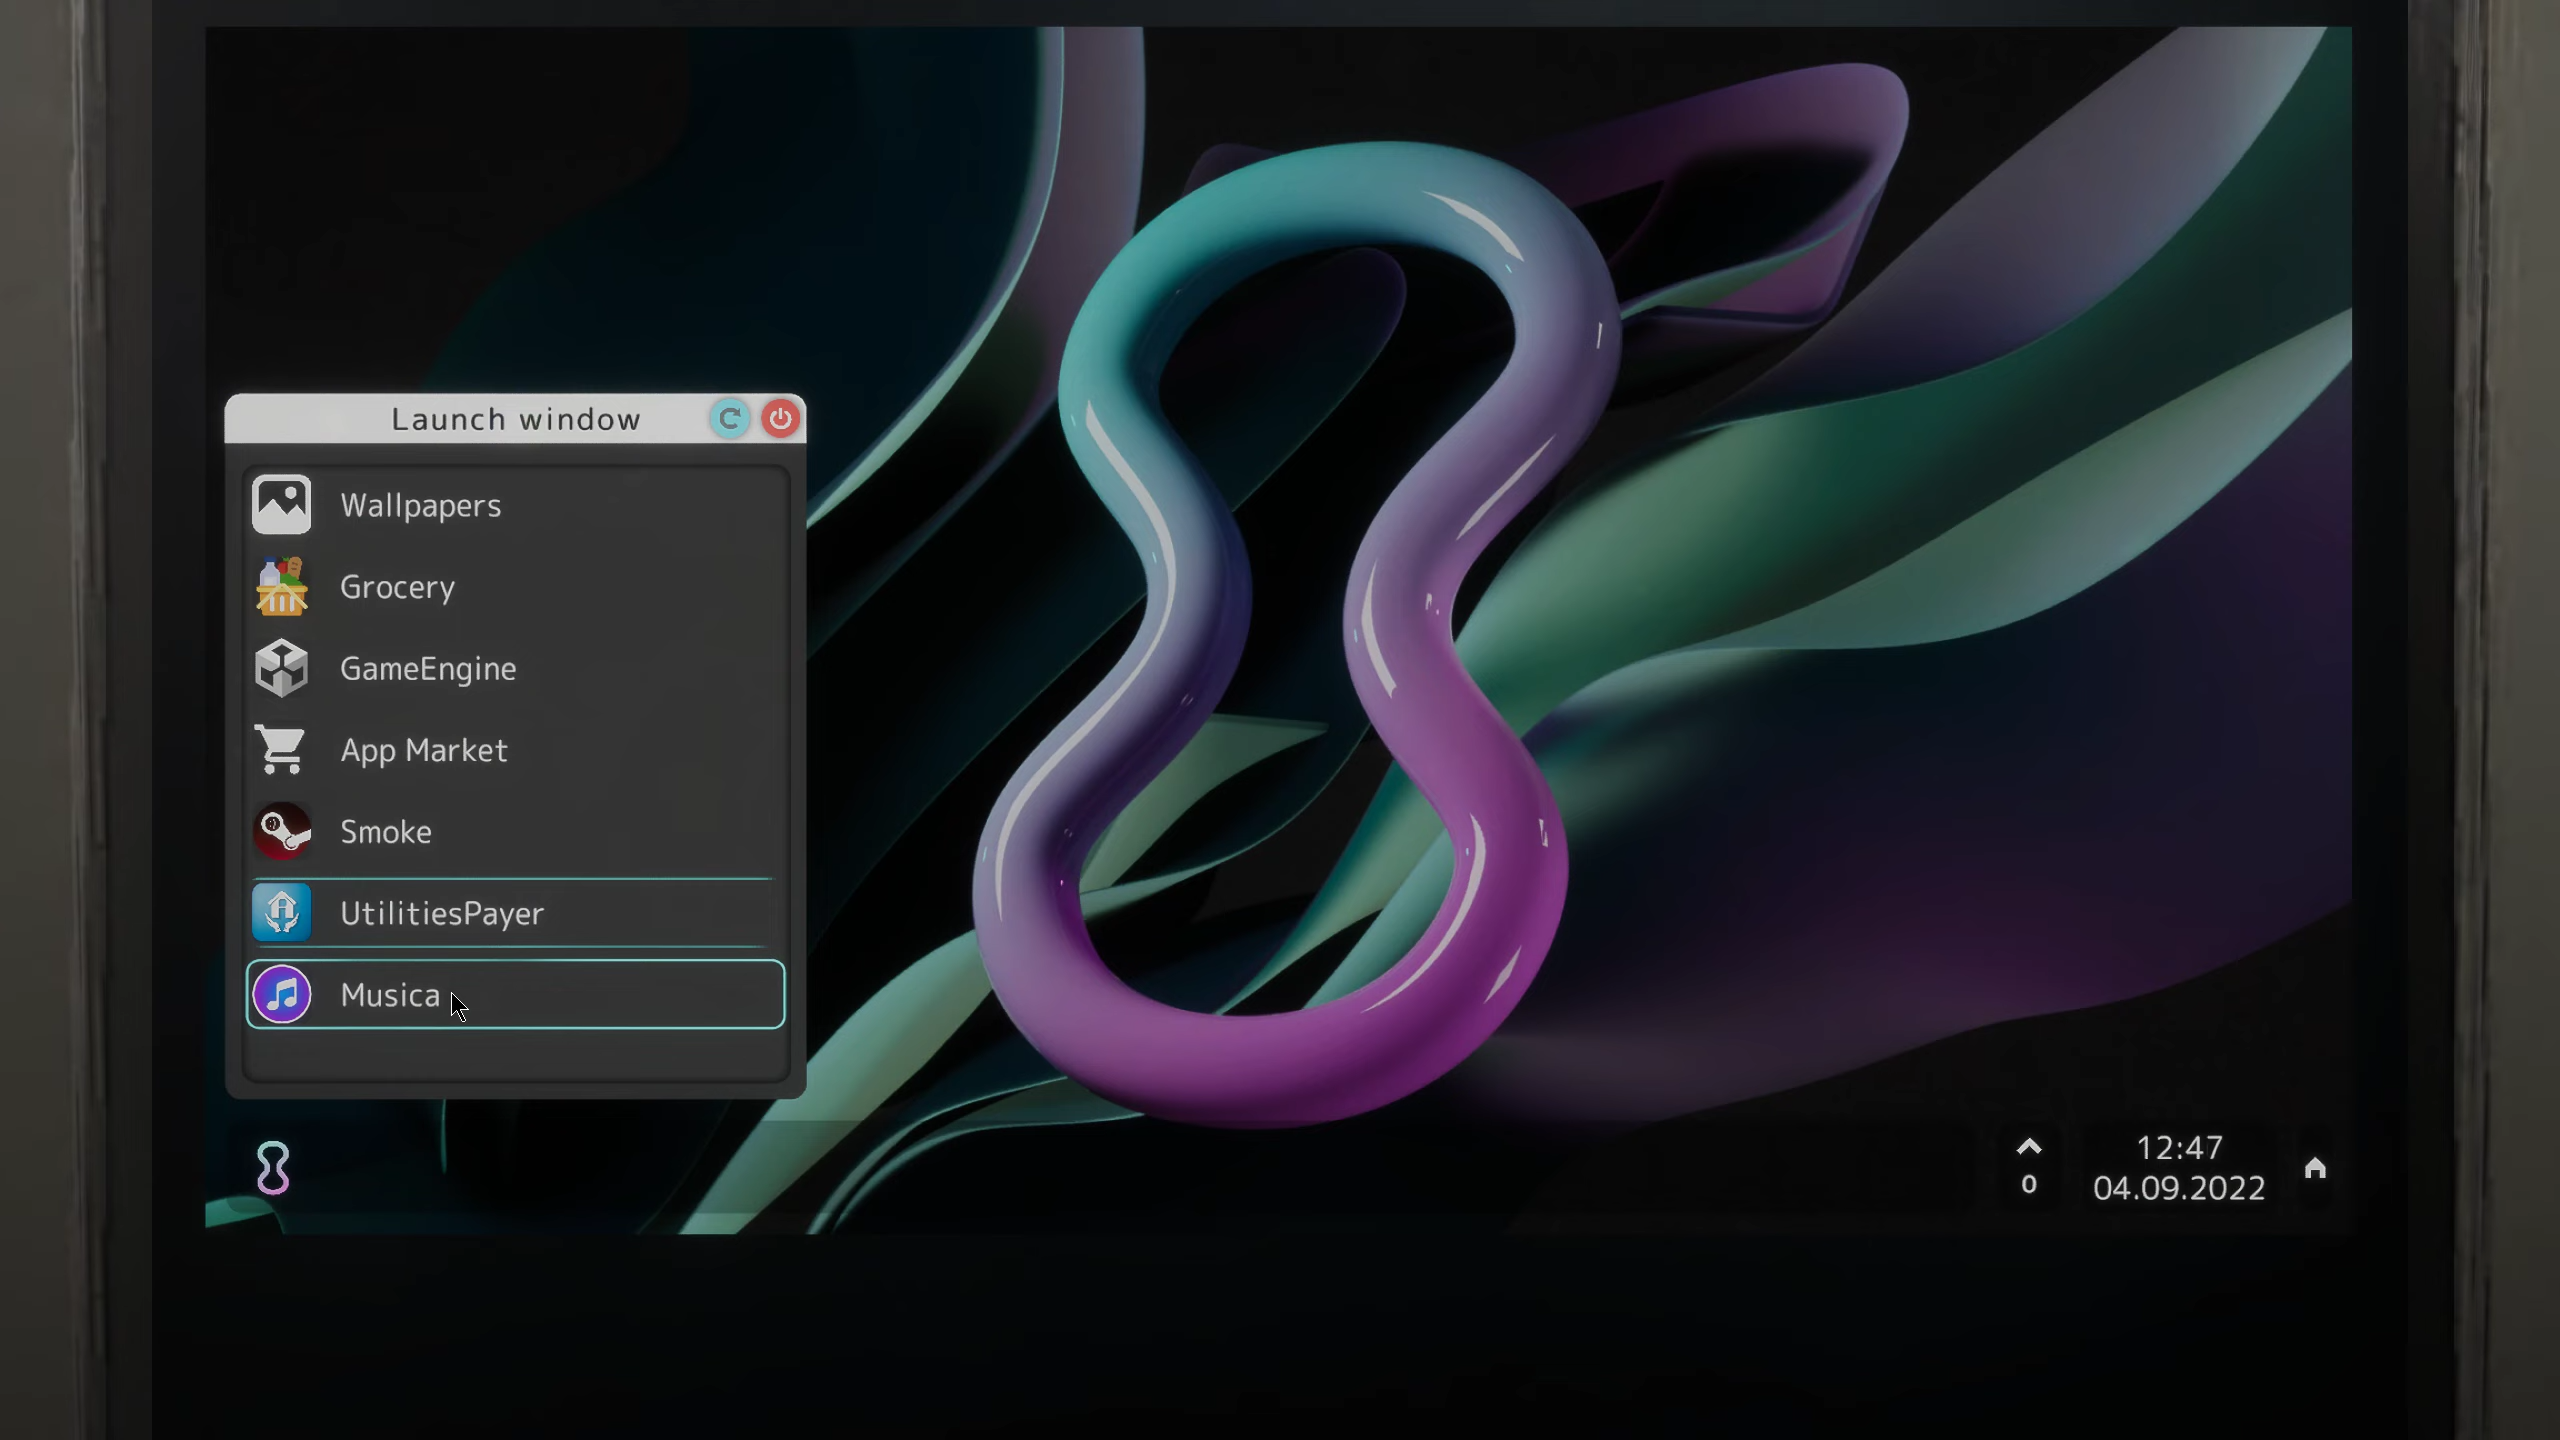 Launch window
Wallpapers
Grocery
GameEngine
App Market
Smoke
UtilitiesPayer
Musica
0
12:47
04.09.2022